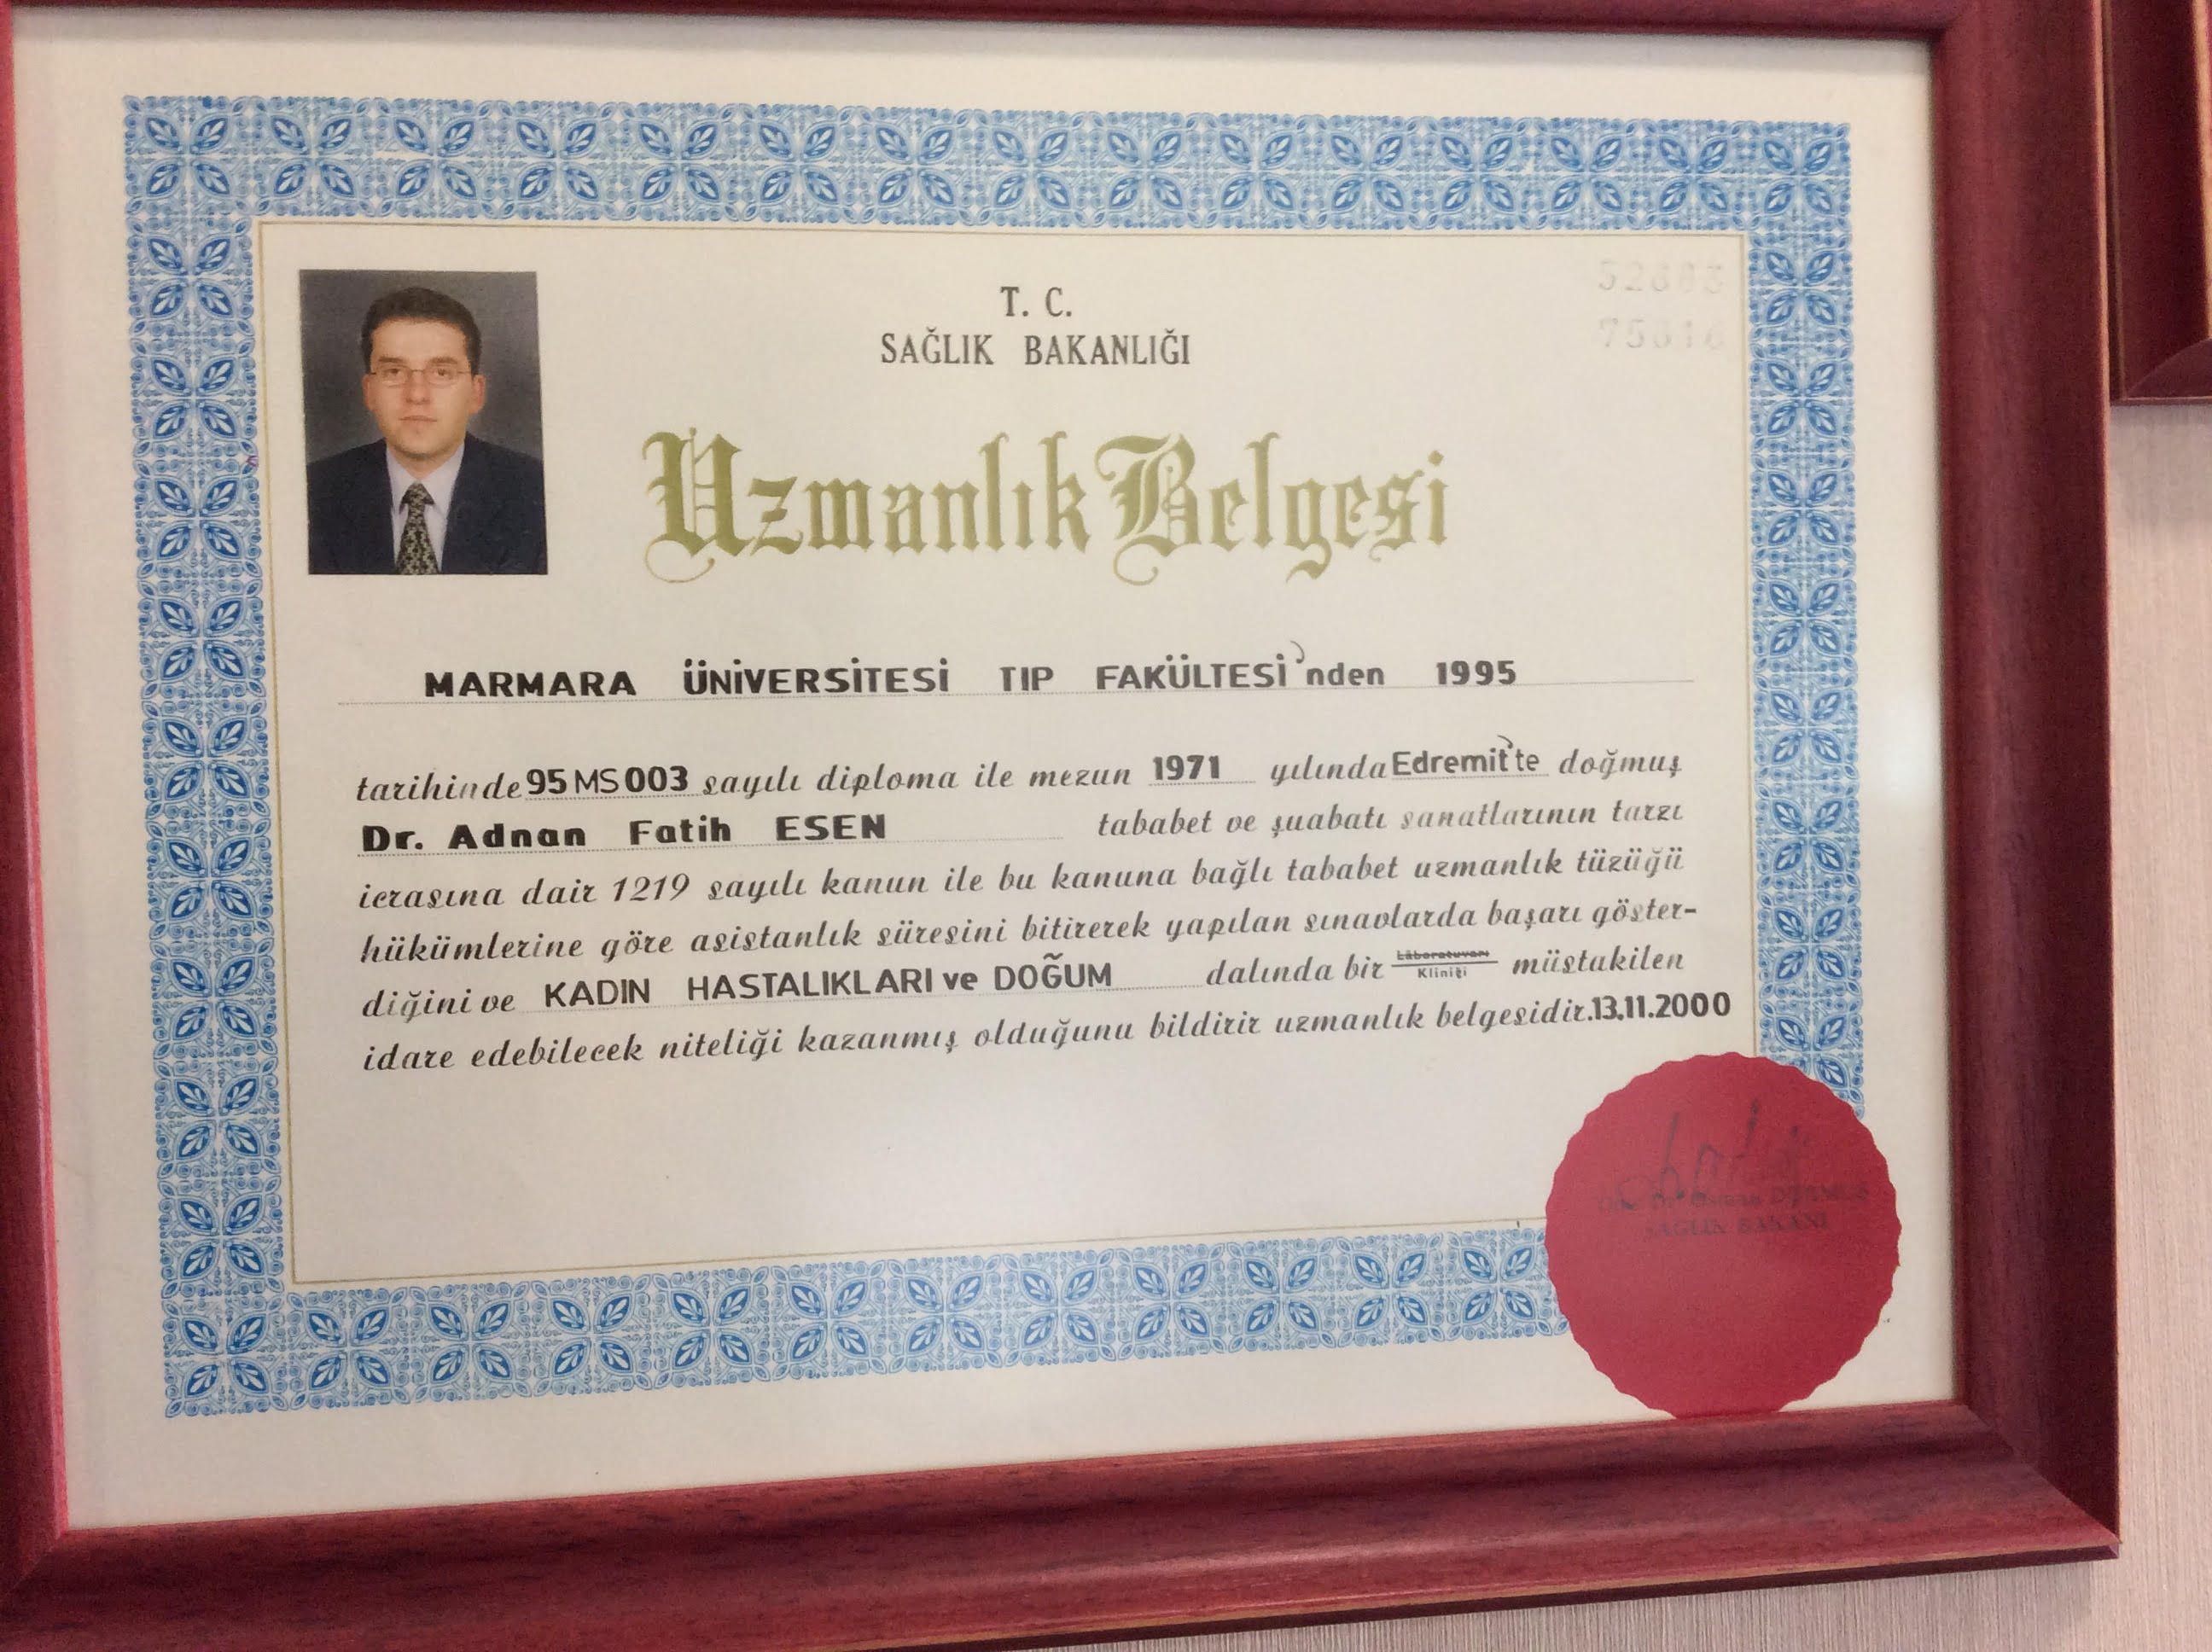 T. C.
SAĞLIK BAKANLIĞI
Uzmanlık Belgesi
MARMARA ÜNİVERSİTESİ TIP FAKÜLTESİ'nden 1995
tarihinde 95 MS 003 sayılı diploma ile mezun 1971 yılında Edremit'te doğmuş
Dr. Adnan Fatih ESEN tababet ve şuabatı sanatlarının tarzı
icrasına dair 1219 sayılı kanun ile bu kanuna bağlı tababet uzmanlık tüzüğü
hükümlerine göre asistanlık süresini bitirerek yapılan sınavlarda başarı göster-
diğini ve KADIN HASTALIKLARI ve DOĞUM dalında bir Lâboratuvarı Kliniği müstakilen
idare edebilecek niteliği kazanmış olduğunu bildirir uzmanlık belgesidir. 13.11.2000
SAĞLIK BAKANI